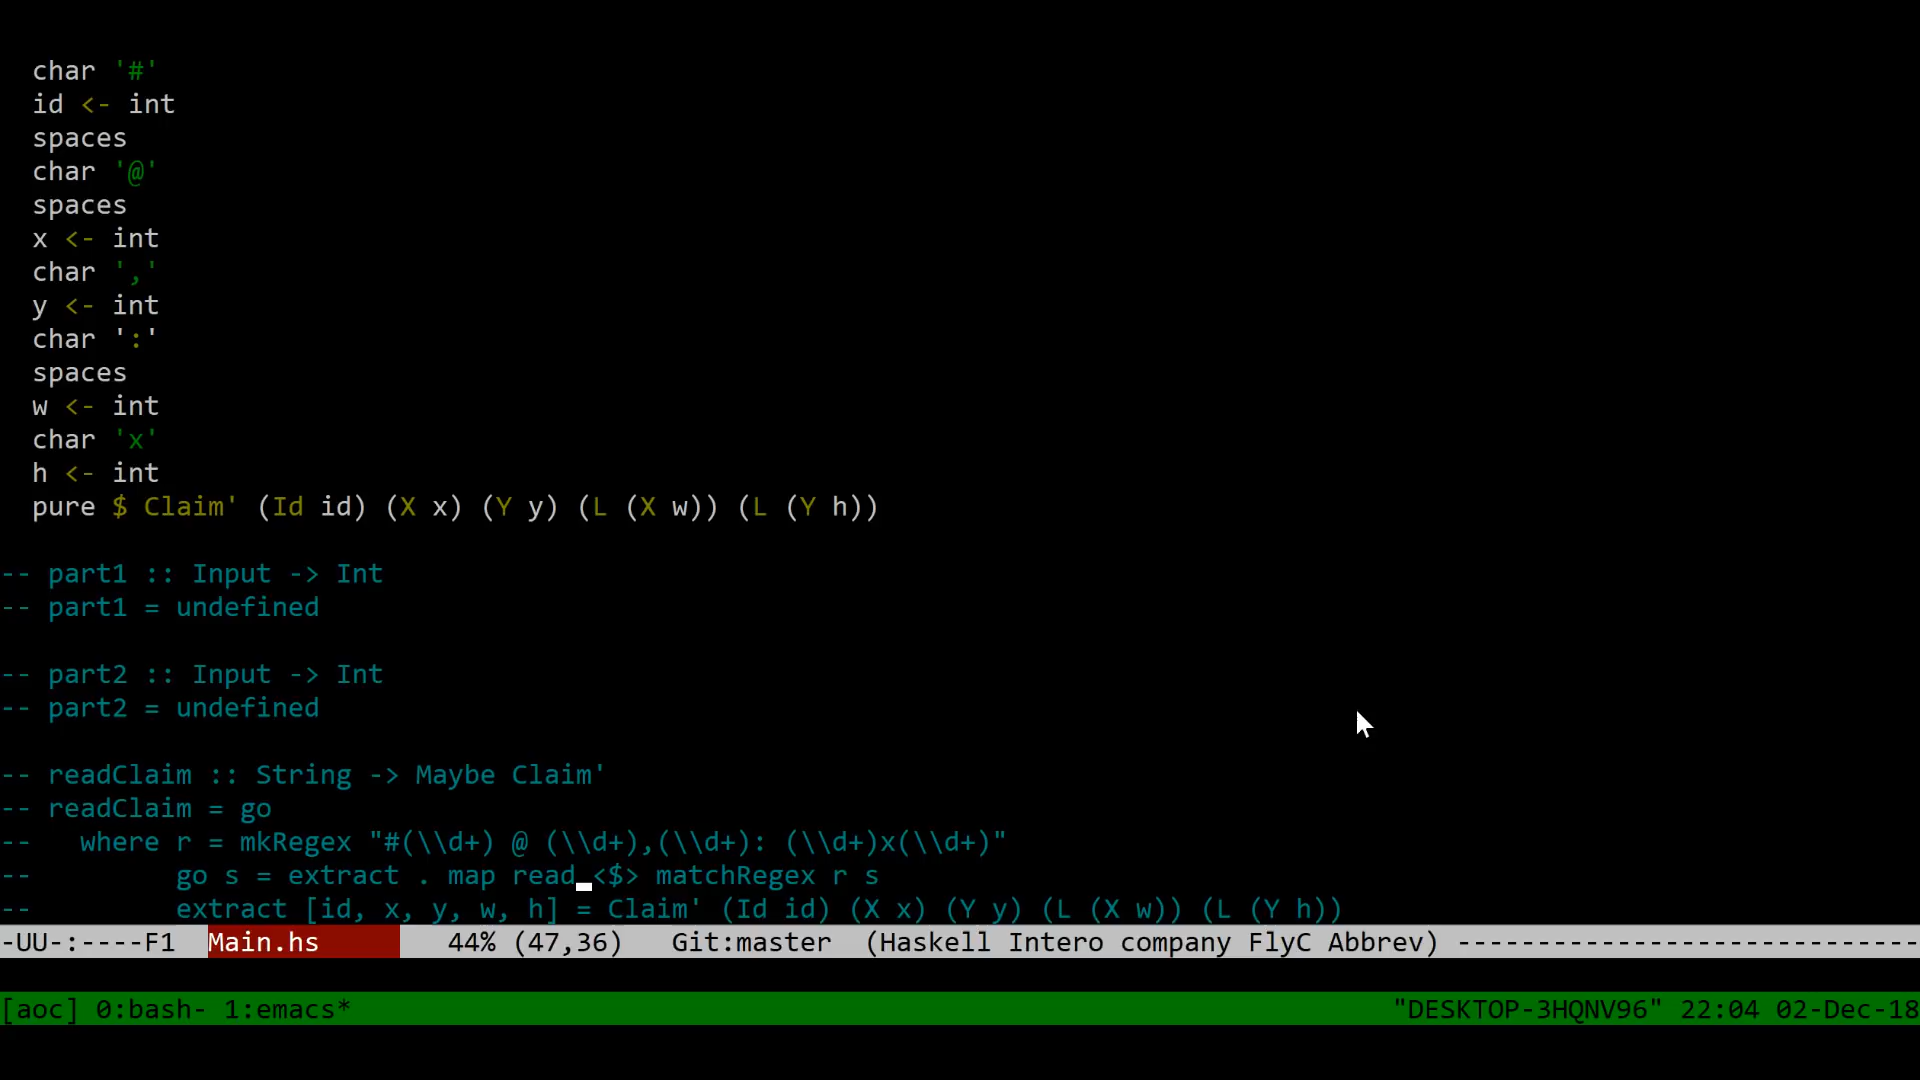 char '#'
id <- int
spaces
char '@'
spaces
x <- int
char ','
y <- int
char ':'
spaces
w <- int
char 'x'
h <- int
pure $ Claim' (Id id) (X x) (Y y) (L (X w)) (L (Y h))
-- part1 :: Input -> Int
-- part1 = undefined
-- part2 :: Input -> Int
-- part2 = undefined
-- readClaim :: String -> Maybe Claim'
-- readClaim = go
--   where r = mkRegex "#(\\d+) @ (\\d+),(\\d+): (\\d+)x(\\d+)"
--         go s = extract . map read <$> matchRegex r s
--         extract [id, x, y, w, h] = Claim' (Id id) (X x) (Y y) (L (X w)) (L (Y h))
-UU-:----F1  Main.hs        44% (47,36)   Git:master  (Haskell Intero company FlyC Abbrev) -----------------------------
[aoc] 0:bash- 1:emacs* "DESKTOP-3HQNV96" 22:04 02-Dec-18